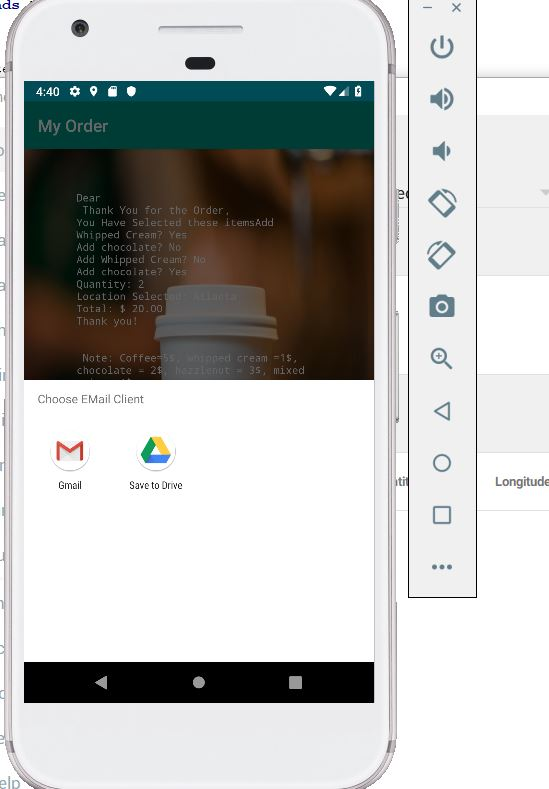 ds
4:40
My Order
Dear
Thank You for the Order,
You Have Selected these itemsAdd
Whipped Cream? Yes
Add chocolate? No
Add Whipped Cream? No
Add chocolate? Yes
Quantity: 2
Location Selected: Atlanta
Total: $ 20.00
Thank you!
Note: Coffee=5$, whipped cream =1$,
chocolate = 2$, hazzlenut = 3$, mixed
Choose EMail Client
Gmail
Save to Drive
Longitude
elp